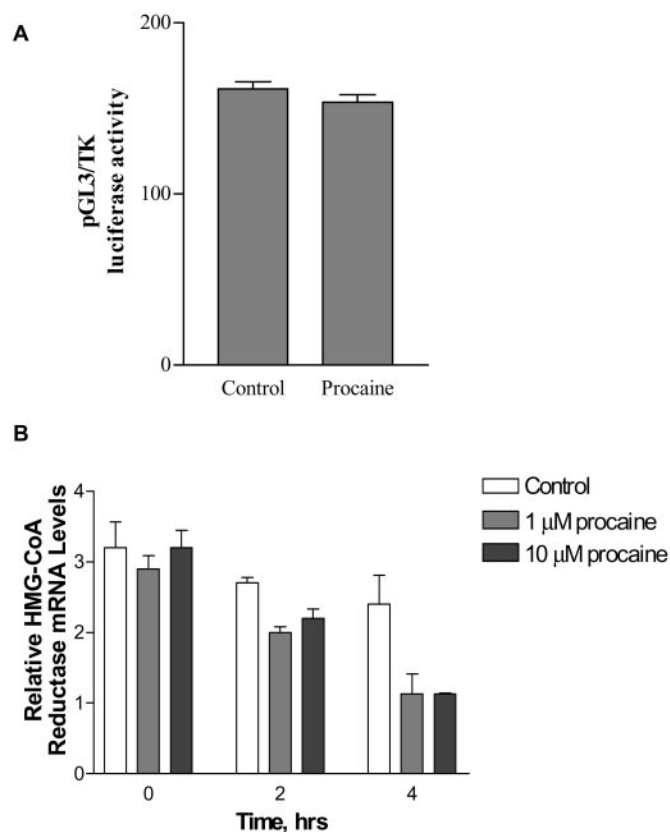 A
pGL3/TK
luciferase activity
200
100
0
Control
Procaine
B
Relative HMG-CoA
Reductase mRNA Levels
4
3
2
1
0
0
2
4
Time, hrs
Control
1 μM procaine
10 μM procaine